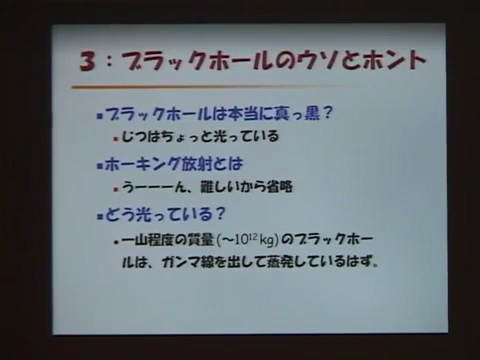 3：ブラックホールのウソとホント
ブラックホールは本当に真っ黒？
じつはちょっと光っている
ホーキング放射とは
うーーーん、難しいから省略
どう光っている？
一山程度の質量(～10¹²kg)のブラックホー
ルは、ガンマ線を出して蒸発しているはず。